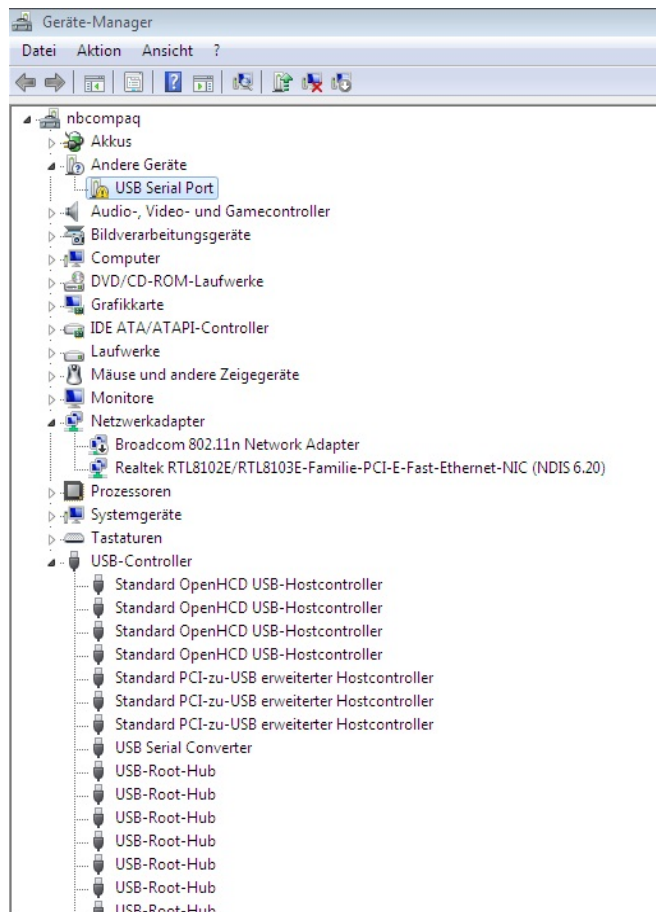 Geräte-Manager
Datei Aktion Ansicht ?
nbcompaq
Akkus
Andere Geräte
USB Serial Port
Audio-, Video- und Gamecontroller
Bildverarbeitungsgeräte
Computer
DVD/CD-ROM-Laufwerke
Grafikkarte
IDE ATA/ATAPI-Controller
Laufwerke
Mäuse und andere Zeigegeräte
Monitore
Netzwerkadapter
Broadcom 802.11n Network Adapter
Realtek RTL8102E/RTL8103E-Familie-PCI-E-Fast-Ethernet-NIC (NDIS 6.20)
Prozessoren
Systemgeräte
Tastaturen
USB-Controller
Standard OpenHCD USB-Hostcontroller
Standard OpenHCD USB-Hostcontroller
Standard OpenHCD USB-Hostcontroller
Standard OpenHCD USB-Hostcontroller
Standard PCI-zu-USB erweiterter Hostcontroller
Standard PCI-zu-USB erweiterter Hostcontroller
Standard PCI-zu-USB erweiterter Hostcontroller
USB Serial Converter
USB-Root-Hub
USB-Root-Hub
USB-Root-Hub
USB-Root-Hub
USB-Root-Hub
USB-Root-Hub
USB-Root-Hub